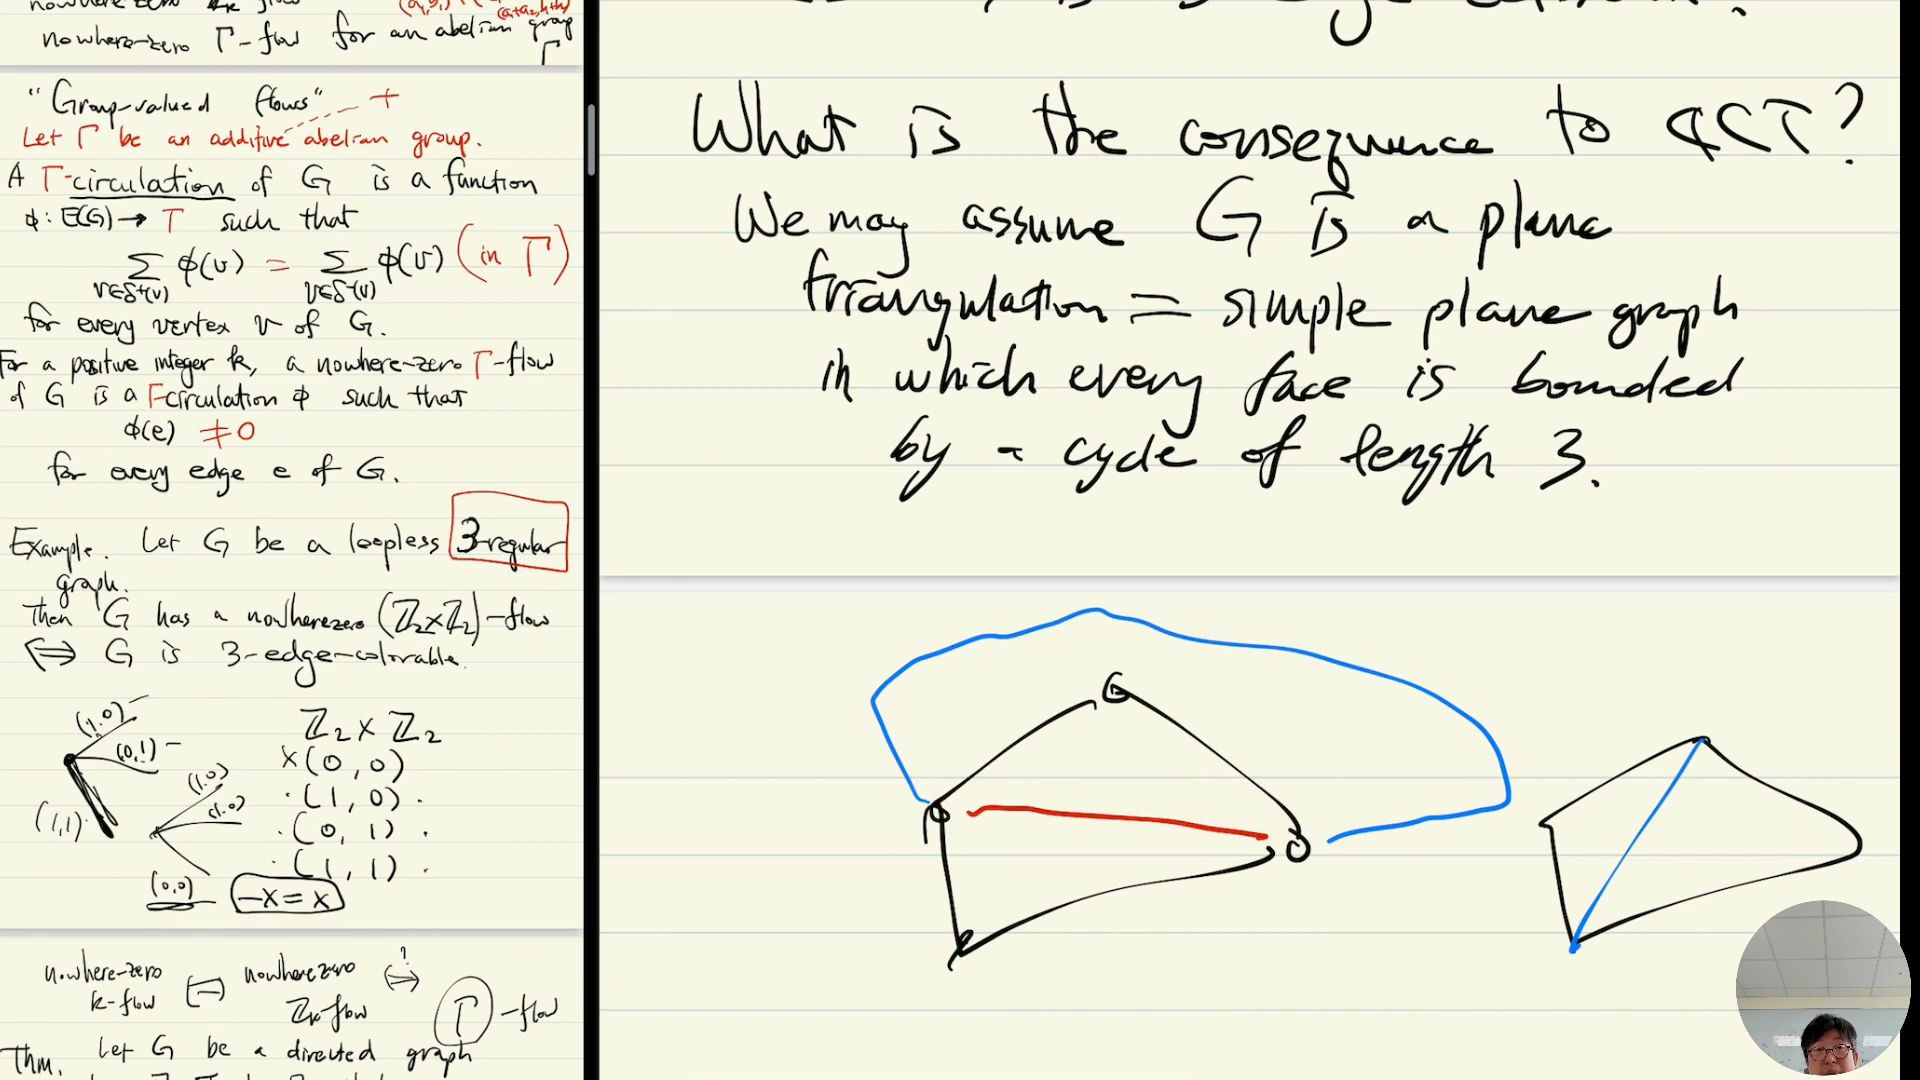 nowhere-zero Γ-flow for an abelian group Γ
"Group-valued flows" +
Let Γ be an additive abelian group.
A Γ-circulation of G is a function
φ: E(G) → Γ such that
Σ φ(v) = Σ φ(v) (in Γ)
for every vertex v of G.
For a positive integer k, a nowhere-zero Γ-flow
of G is a Γ-circulation φ such that
φ(e) ≠0
for every edge e of G.
Example. Let G be a loopless 3-regular
graph.
Then G has a nowherezero (ℤ₂×ℤ₂)-flow
⟺ G is 3-edge-colorable.
(1,0)
(0,1)
(1,1)
(1,0)
(1,0)
(0,0)
ℤ₂ × ℤ₂
×(0,0)
·(1,0)·
·(0,1)·
·(1,1)·
-x = x
nowhere-zero k-flow ⟺ nowherezero ℤₖ-flow ⟺? Γ-flow
Thm. Let G be a directed graph
What is the consequence to 4CT?
We may assume G is a plane
triangulation = simple plane graph
in which every face is bounded
by a cycle of length 3.